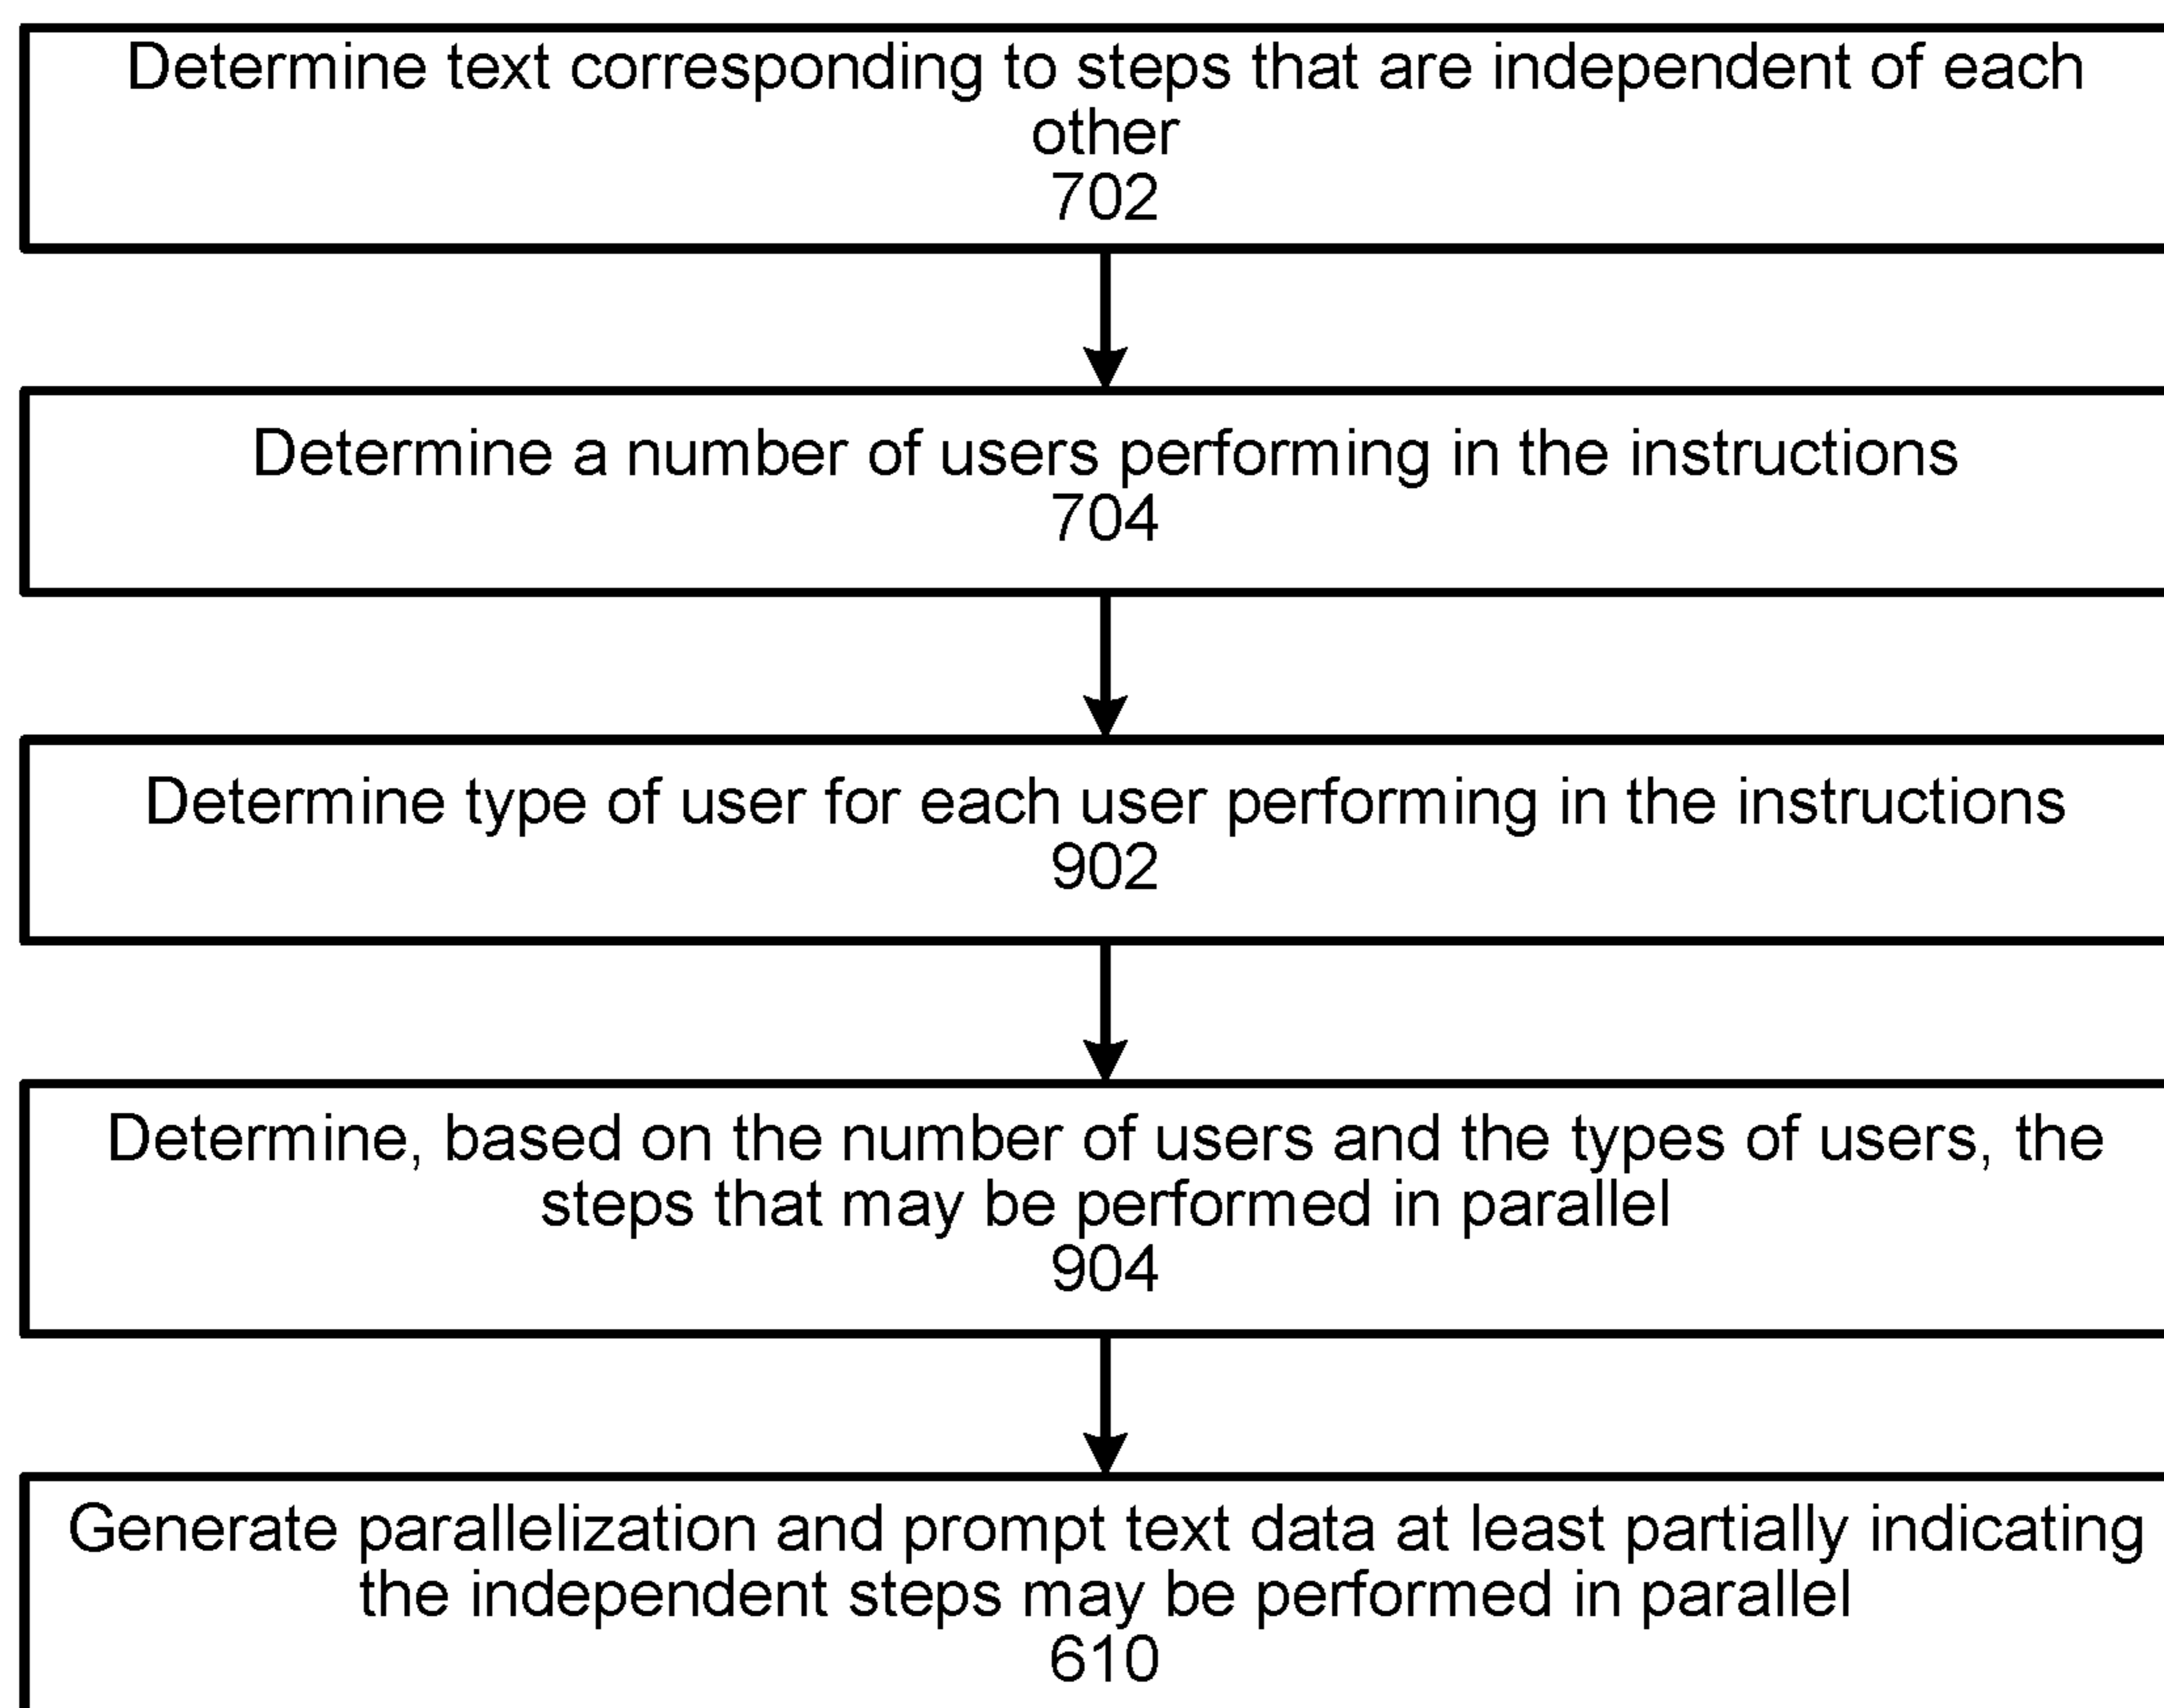 Determine text corresponding to steps that are independent of each
other
702
Determine a number of users performing in the instructions
704
Determine type of user for each user performing in the instructions
902
Determine, based on the number of users and the types of users, the
steps that may be performed in parallel
904
Generate parallelization and prompt text data at least partially indicating
the independent steps may be performed in parallel
610